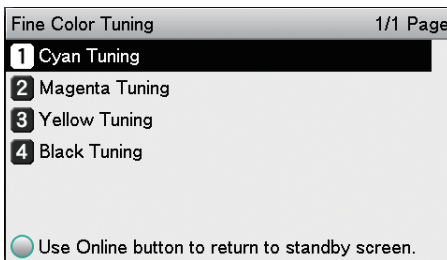 Fine Color Tuning 1/1 Page
1 Cyan Tuning
2 Magenta Tuning
3 Yellow Tuning
4 Black Tuning
Use Online button to return to standby screen.